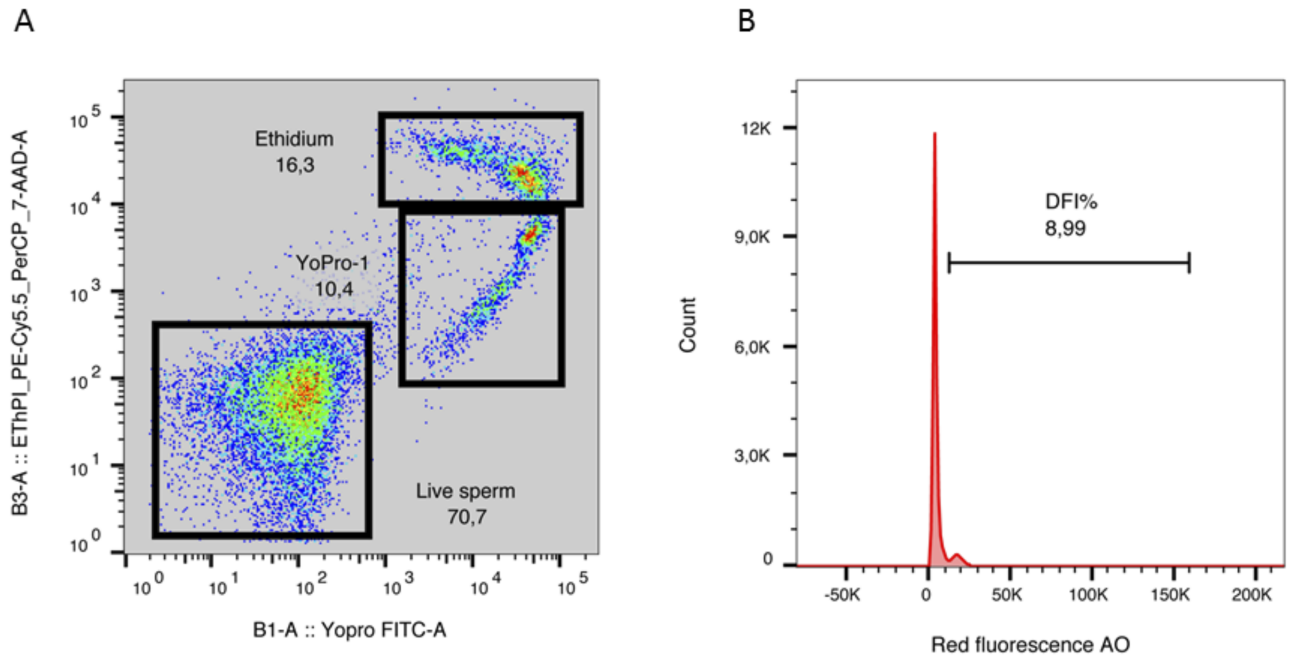 A
B
10 5
10 4
10 3
10 2
10 1
10 0
Ethidium
16,3
YoPro-1
10,4
Live sperm
70,7
10 0
10 1
10 2
10 3
10 4
10 5
B3-A :: EThPI_PE-Cy5.5_PerCP_7-AAD-A
B1-A :: Yopro FITC-A
12K
9,0K
6,0K
3,0K
0
DFI%
8,99
Count
-50K
0
50K
100K
150K
200K
Red fluorescence AO